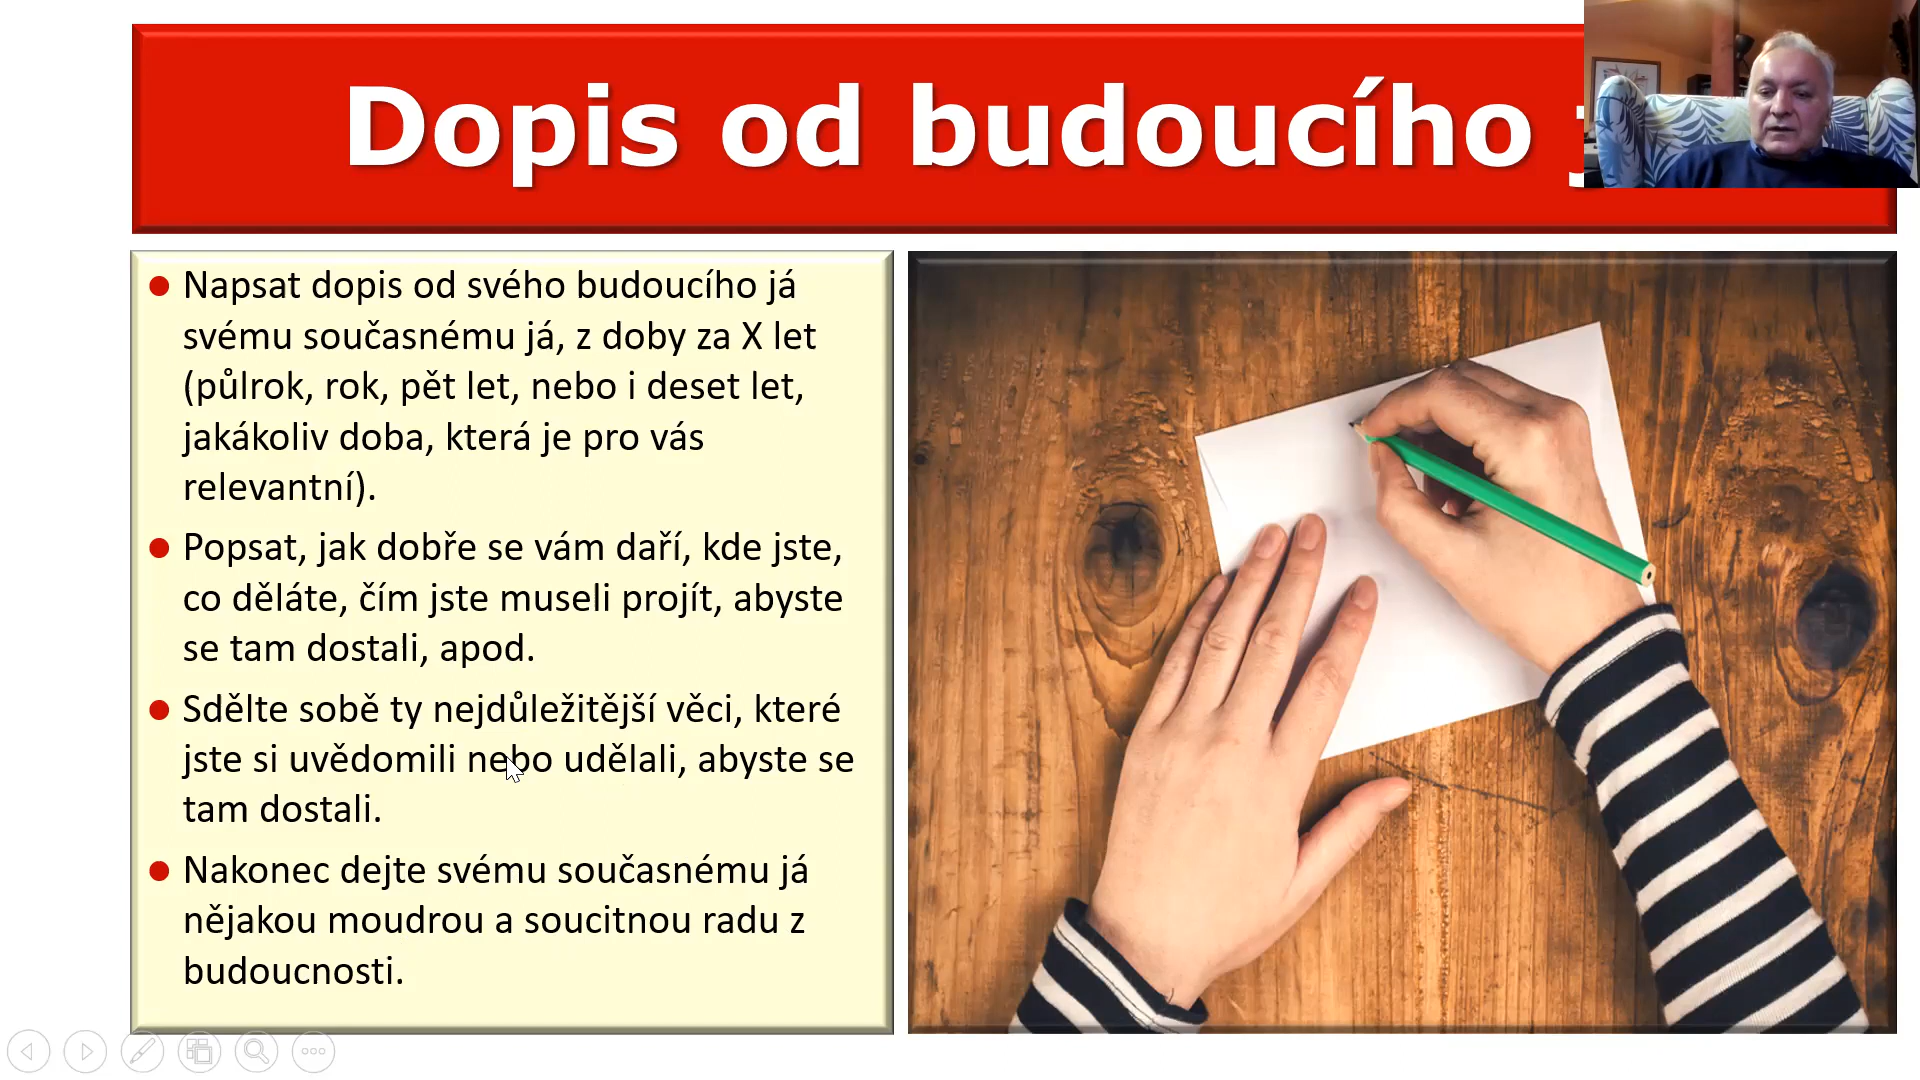 Dopis od budoucího
Napsat dopis od svého budoucího já
svému současnému já, z doby za X let
(půlrok, rok, pět let, nebo i deset let,
jakákoliv doba, která je pro vás
relevantní).
Popsat, jak dobře se vám daří, kde jste,
co děláte, čím jste museli projít, abyste
se tam dostali, apod.
Sdělte sobě ty nejdůležitější věci, které
jste si uvědomili nebo udělali, abyste se
tam dostali.
Nakonec dejte svému současnému já
nějakou moudrou a soucitnou radu z
budoucnosti.